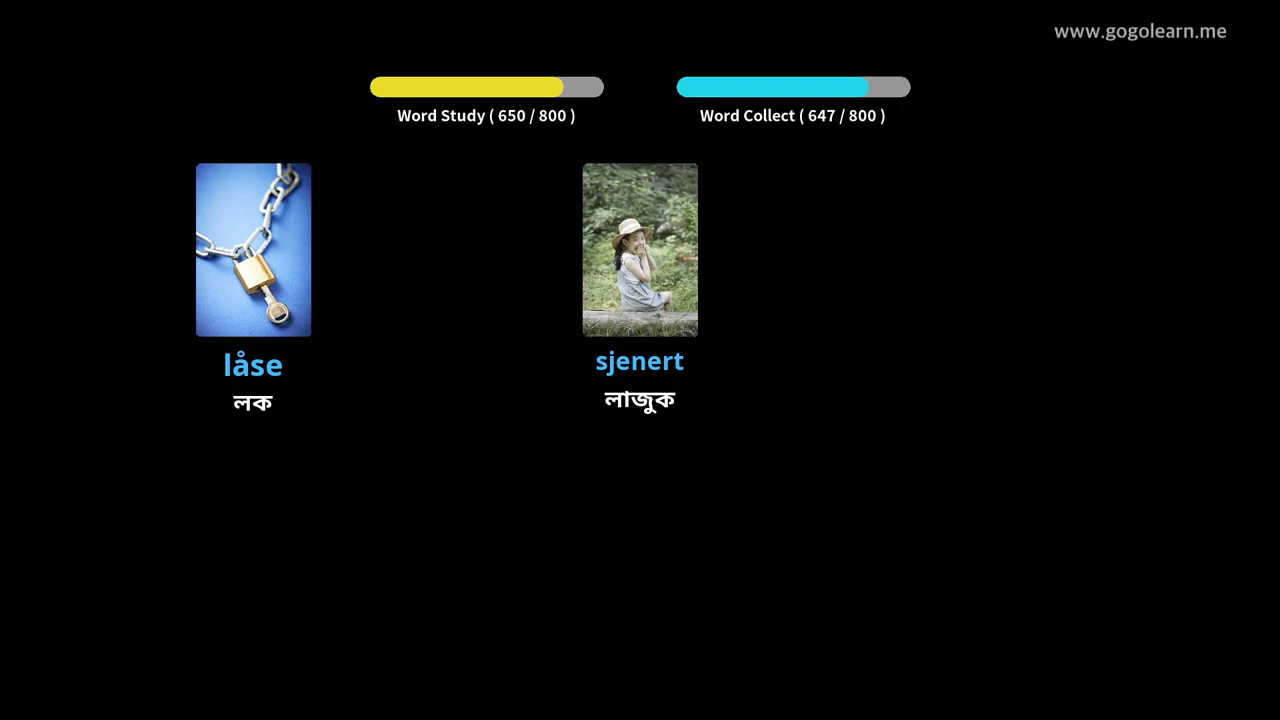 www.gogolearn.me
Word Study ( 650 / 800 )
Word Collect ( 647 / 800 )
låse
লক
sjenert
লাজুক